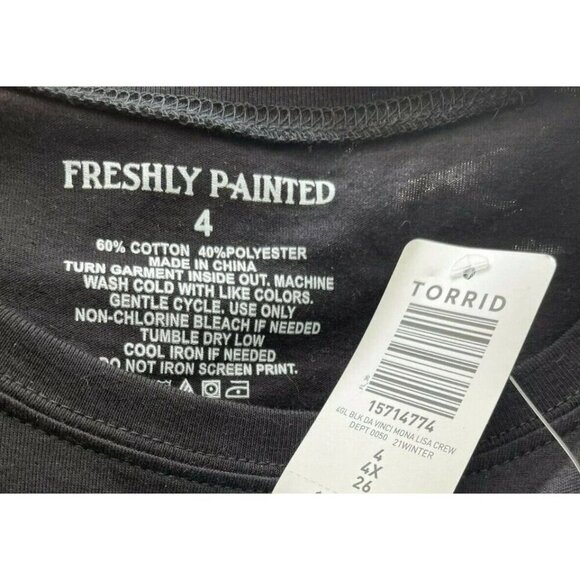 FRESHLY PAINTED
4
60% COTTON 40%POLYESTER
MADE IN CHINA
TURN GARMENT INSIDE OUT. MACHINE
WASH COLD WITH LIKE COLORS.
GENTLE CYCLE. USE ONLY
NON-CHLORINE BLEACH IF NEEDED
TUMBLE DRY LOW
COOL IRON IF NEEDED
DO NOT IRON SCREEN PRINT.
TORRID
15714774
4GL BLK DA VINCI MONA LISA CREW
DEPT 0050 21WINTER
4
4X
26